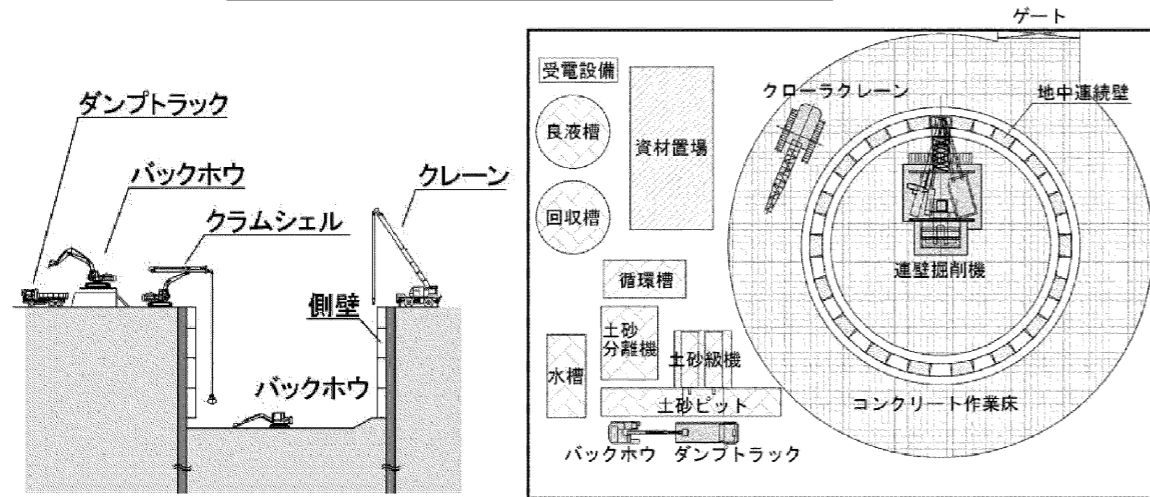 ダンプトラック
バックホウ
クラムシェル
クレーン
側壁
バックホウ
ゲート
受電設備
良液槽
回収槽
資材置場
クローラクレーン
地中連続壁
連壁掘削機
循環槽
土砂
分離機
土砂級機
水槽
土砂ピット
コンクリート作業床
バックホウ
ダンプトラック